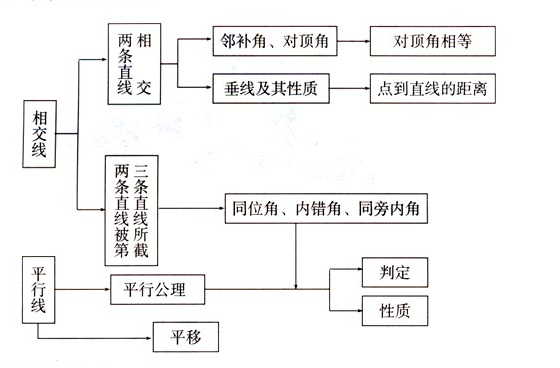 相交线
两条直线
相交
邻补角、对顶角
对顶角相等
垂线及其性质
点到直线的距离
两条直线被第
三条直线所截
同位角、内错角、同旁内角
平行线
平行公理
判定
性质
平移